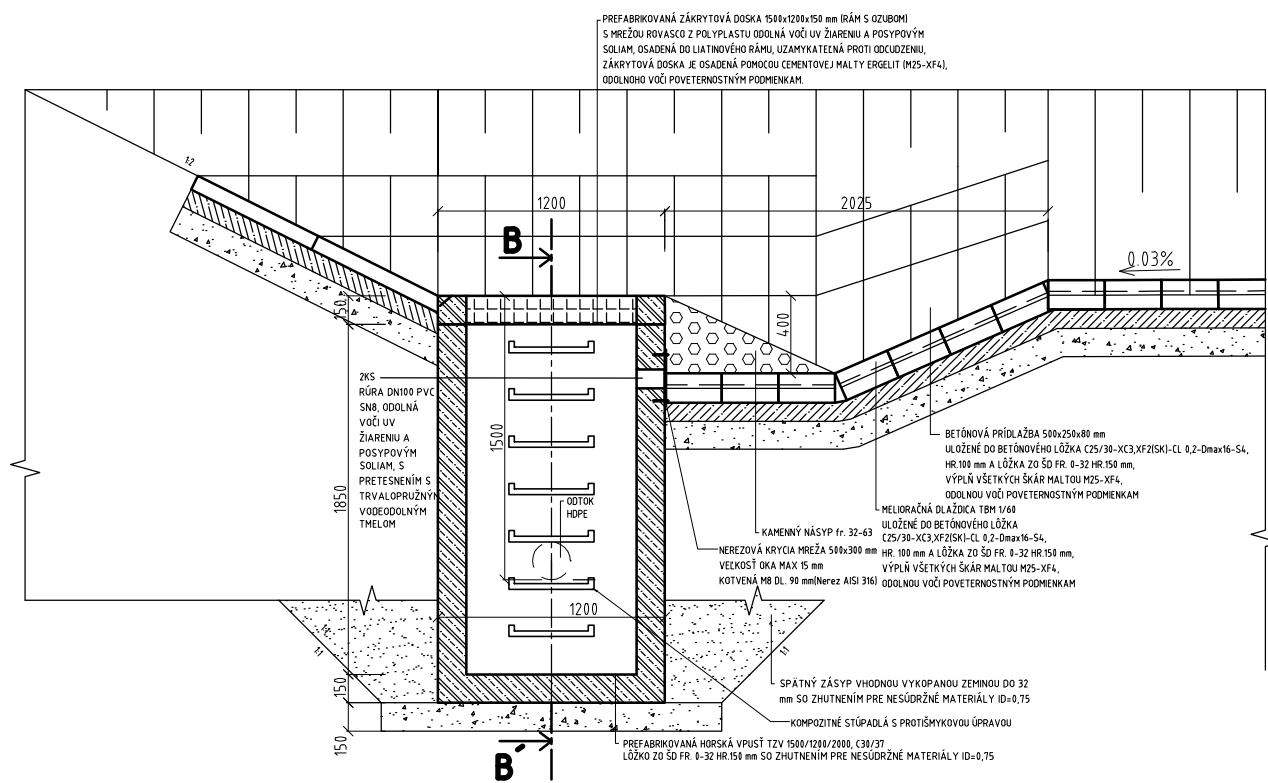 PREFABRIKOVANÁ ZÁKRYTOVÁ DOSKA 1500x1200x150 mm (RÁM S OZUBOM)
S MREŽOU ROVASCO Z POLYPLASTU ODOLNÁ VOČI UV ŽIARENIU A POSYPOVÝM
SOLIAM, OSADENÁ DO LIATINOVÉHO RÁMU, UZAMYKATEĽNÁ PROTI ODCUDZENIU,
ZÁKRYTOVÁ DOSKA JE OSADENÁ POMOCOU CEMENTOVEJ MALTY ERGELIT (M25-XF4),
ODOLNOHO VOČI POVETERNOSTNÝM PODMIENKAM.
1:2
1200
2025
B
0.03%
150
400
2KS
RÚRA DN100 PVC
SN8, ODOLNÁ
VOČI UV
ŽIARENIU A
POSYPOVÝM
SOLIAM, S
PRETESNENÍM S
TRVALOPRUŽNÝM
VODEODOLNÝM
TMELOM
1500
1850
ODTOK
HDPE
BETÓNOVÁ PRÍDLAŽBA 500x250x80 mm
ULOŽENÉ DO BETÓNOVÉHO LÔŽKA C25/30-XC3,XF2(SK)-CL 0,2-Dmax16-S4,
HR.100 mm A LÔŽKA ZO ŠD FR. 0-32 HR.150 mm,
VÝPLŇ VŠETKÝCH ŠKÁR MALTOU M25-XF4,
ODOLNOU VOČI POVETERNOSTNÝM PODMIENKAM
MELIORAČNÁ DLAŽDICA TBM 1/60
ULOŽENÉ DO BETÓNOVÉHO LÔŽKA
C25/30-XC3,XF2(SK)-CL 0,2-Dmax16-S4,
HR. 100 mm A LÔŽKA ZO ŠD FR. 0-32 HR.150 mm,
VÝPLŇ VŠETKÝCH ŠKÁR MALTOU M25-XF4,
ODOLNOU VOČI POVETERNOSTNÝM PODMIENKAM
KAMENNÝ NÁSYP fr. 32-63
NEREZOVÁ KRYCIA MREŽA 500x300 mm
VEĽKOSŤ OKA MAX 15 mm
KOTVENÁ M8 DL. 90 mm(Nerez AISI 316)
1200
1:1
1:1
1:1
SPÄTNÝ ZÁSYP VHODNOU VYKOPANOU ZEMINOU DO 32
mm SO ZHUTNENÍM PRE NESÚDRŽNÉ MATERIÁLY ID=0,75
150
KOMPOZITNÉ STÚPADLÁ S PROTIŠMYKOVOU ÚPRAVOU
150
PREFABRIKOVANÁ HORSKÁ VPUSŤ TZV 1500/1200/2000, C30/37
LÔŽKO ZO ŠD FR. 0-32 HR.150 mm SO ZHUTNENÍM PRE NESÚDRŽNÉ MATERIÁLY ID=0,75
B´